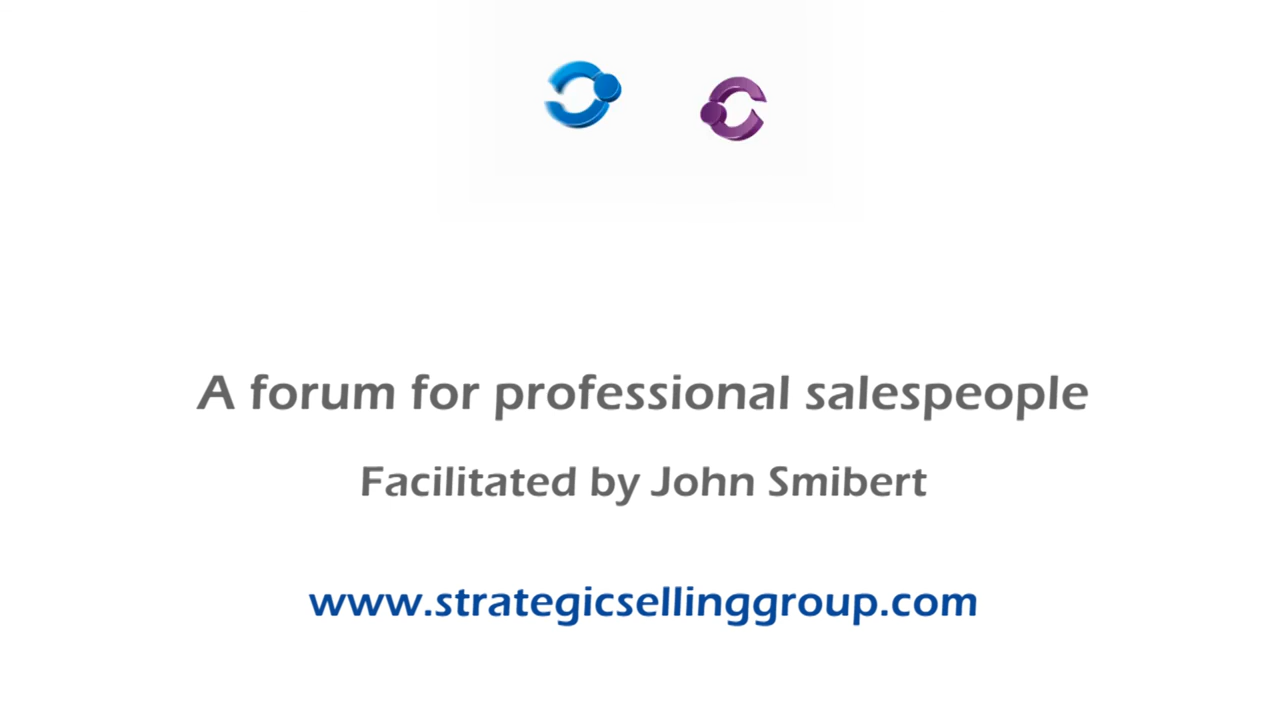 A forum for professional salespeople
Facilitated by John Smibert
www.strategicsellinggroup.com